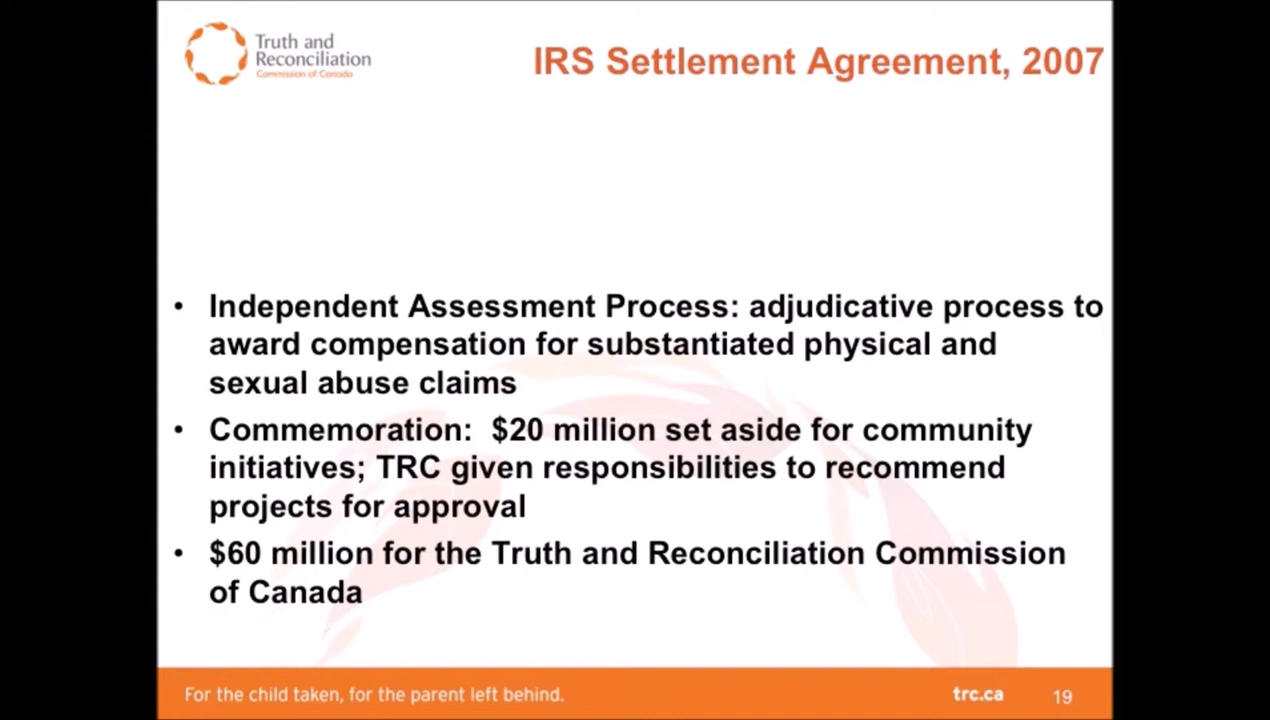 Truth and
Reconciliation
Commission of Canada
IRS Settlement Agreement, 2007
• Independent Assessment Process: adjudicative process to
award compensation for substantiated physical and
sexual abuse claims
• Commemoration:  $20 million set aside for community
initiatives; TRC given responsibilities to recommend
projects for approval
• $60 million for the Truth and Reconciliation Commission
of Canada
For the child taken, for the parent left behind.
trc.ca
19